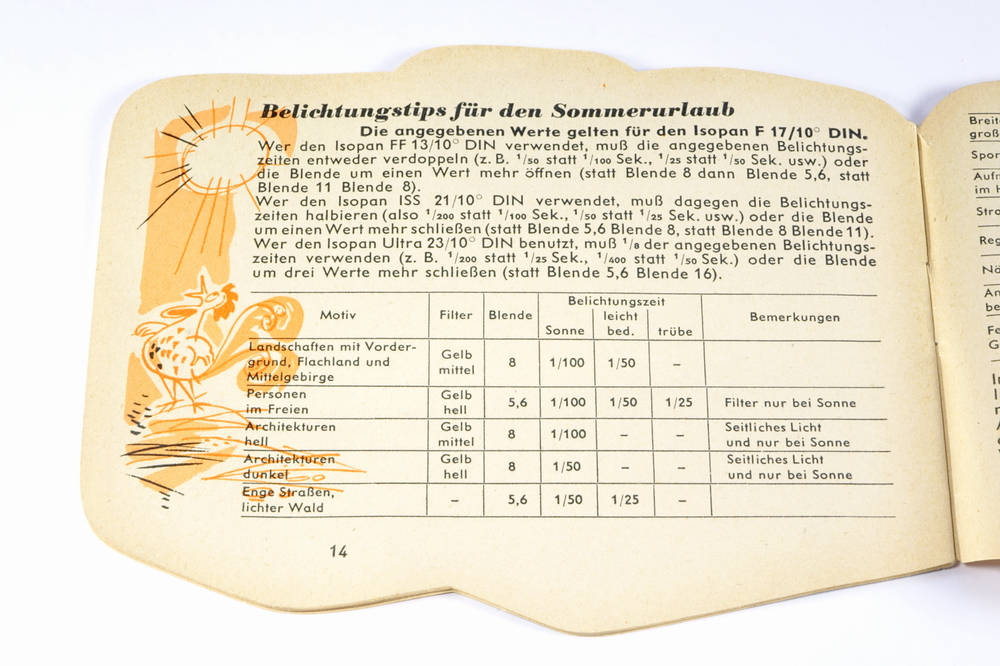 Belichtungstips für den Sommerurlaub
Die angegebenen Werte gelten für den Isopan F 17/10° DIN.
Wer den Isopan FF 13/10° DIN verwendet, muß die angegebenen Belichtungs-
zeiten entweder verdoppeln (z. B. 1/50 statt 1/100 Sek., 1/25 statt 1/50 Sek. usw.) oder
die Blende um einen Wert mehr öffnen (statt Blende 8 dann Blende 5,6, statt
Blende 11 Blende 8).
Wer den Isopan ISS 21/10° DIN verwendet, muß dagegen die Belichtungs-
zeiten halbieren (also 1/200 statt 1/100 Sek., 1/50 statt 1/25 Sek. usw.) oder die Blende
um einen Wert mehr schließen (statt Blende 5,6 Blende 8, statt Blende 8 Blende 11).
Wer den Isopan Ultra 23/10° DIN benutzt, muß 1/8 der angegebenen Belichtungs-
zeiten verwenden (z. B. 1/200 statt 1/25 Sek., 1/400 statt 1/50 Sek.) oder die Blende
um drei Werte mehr schließen (statt Blende 5,6 Blende 16).
Motiv Filter Blende Belichtungszeit Bemerkungen
Sonne leicht bed. trübe
Landschaften mit Vorder-
grund, Flachland und
Mittelgebirge
Gelb
mittel
8 1/100 1/50 –
Personen
im Freien
Gelb
hell
5,6 1/100 1/50 1/25 Filter nur bei Sonne
Architekturen
hell
Gelb
mittel
8 1/100 – –
Seitliches Licht
und nur bei Sonne
Architekturen
dunkel
Gelb
hell
8 1/50 – –
Seitliches Licht
und nur bei Sonne
Enge Straßen,
lichter Wald
– 5,6 1/50 1/25 –
14